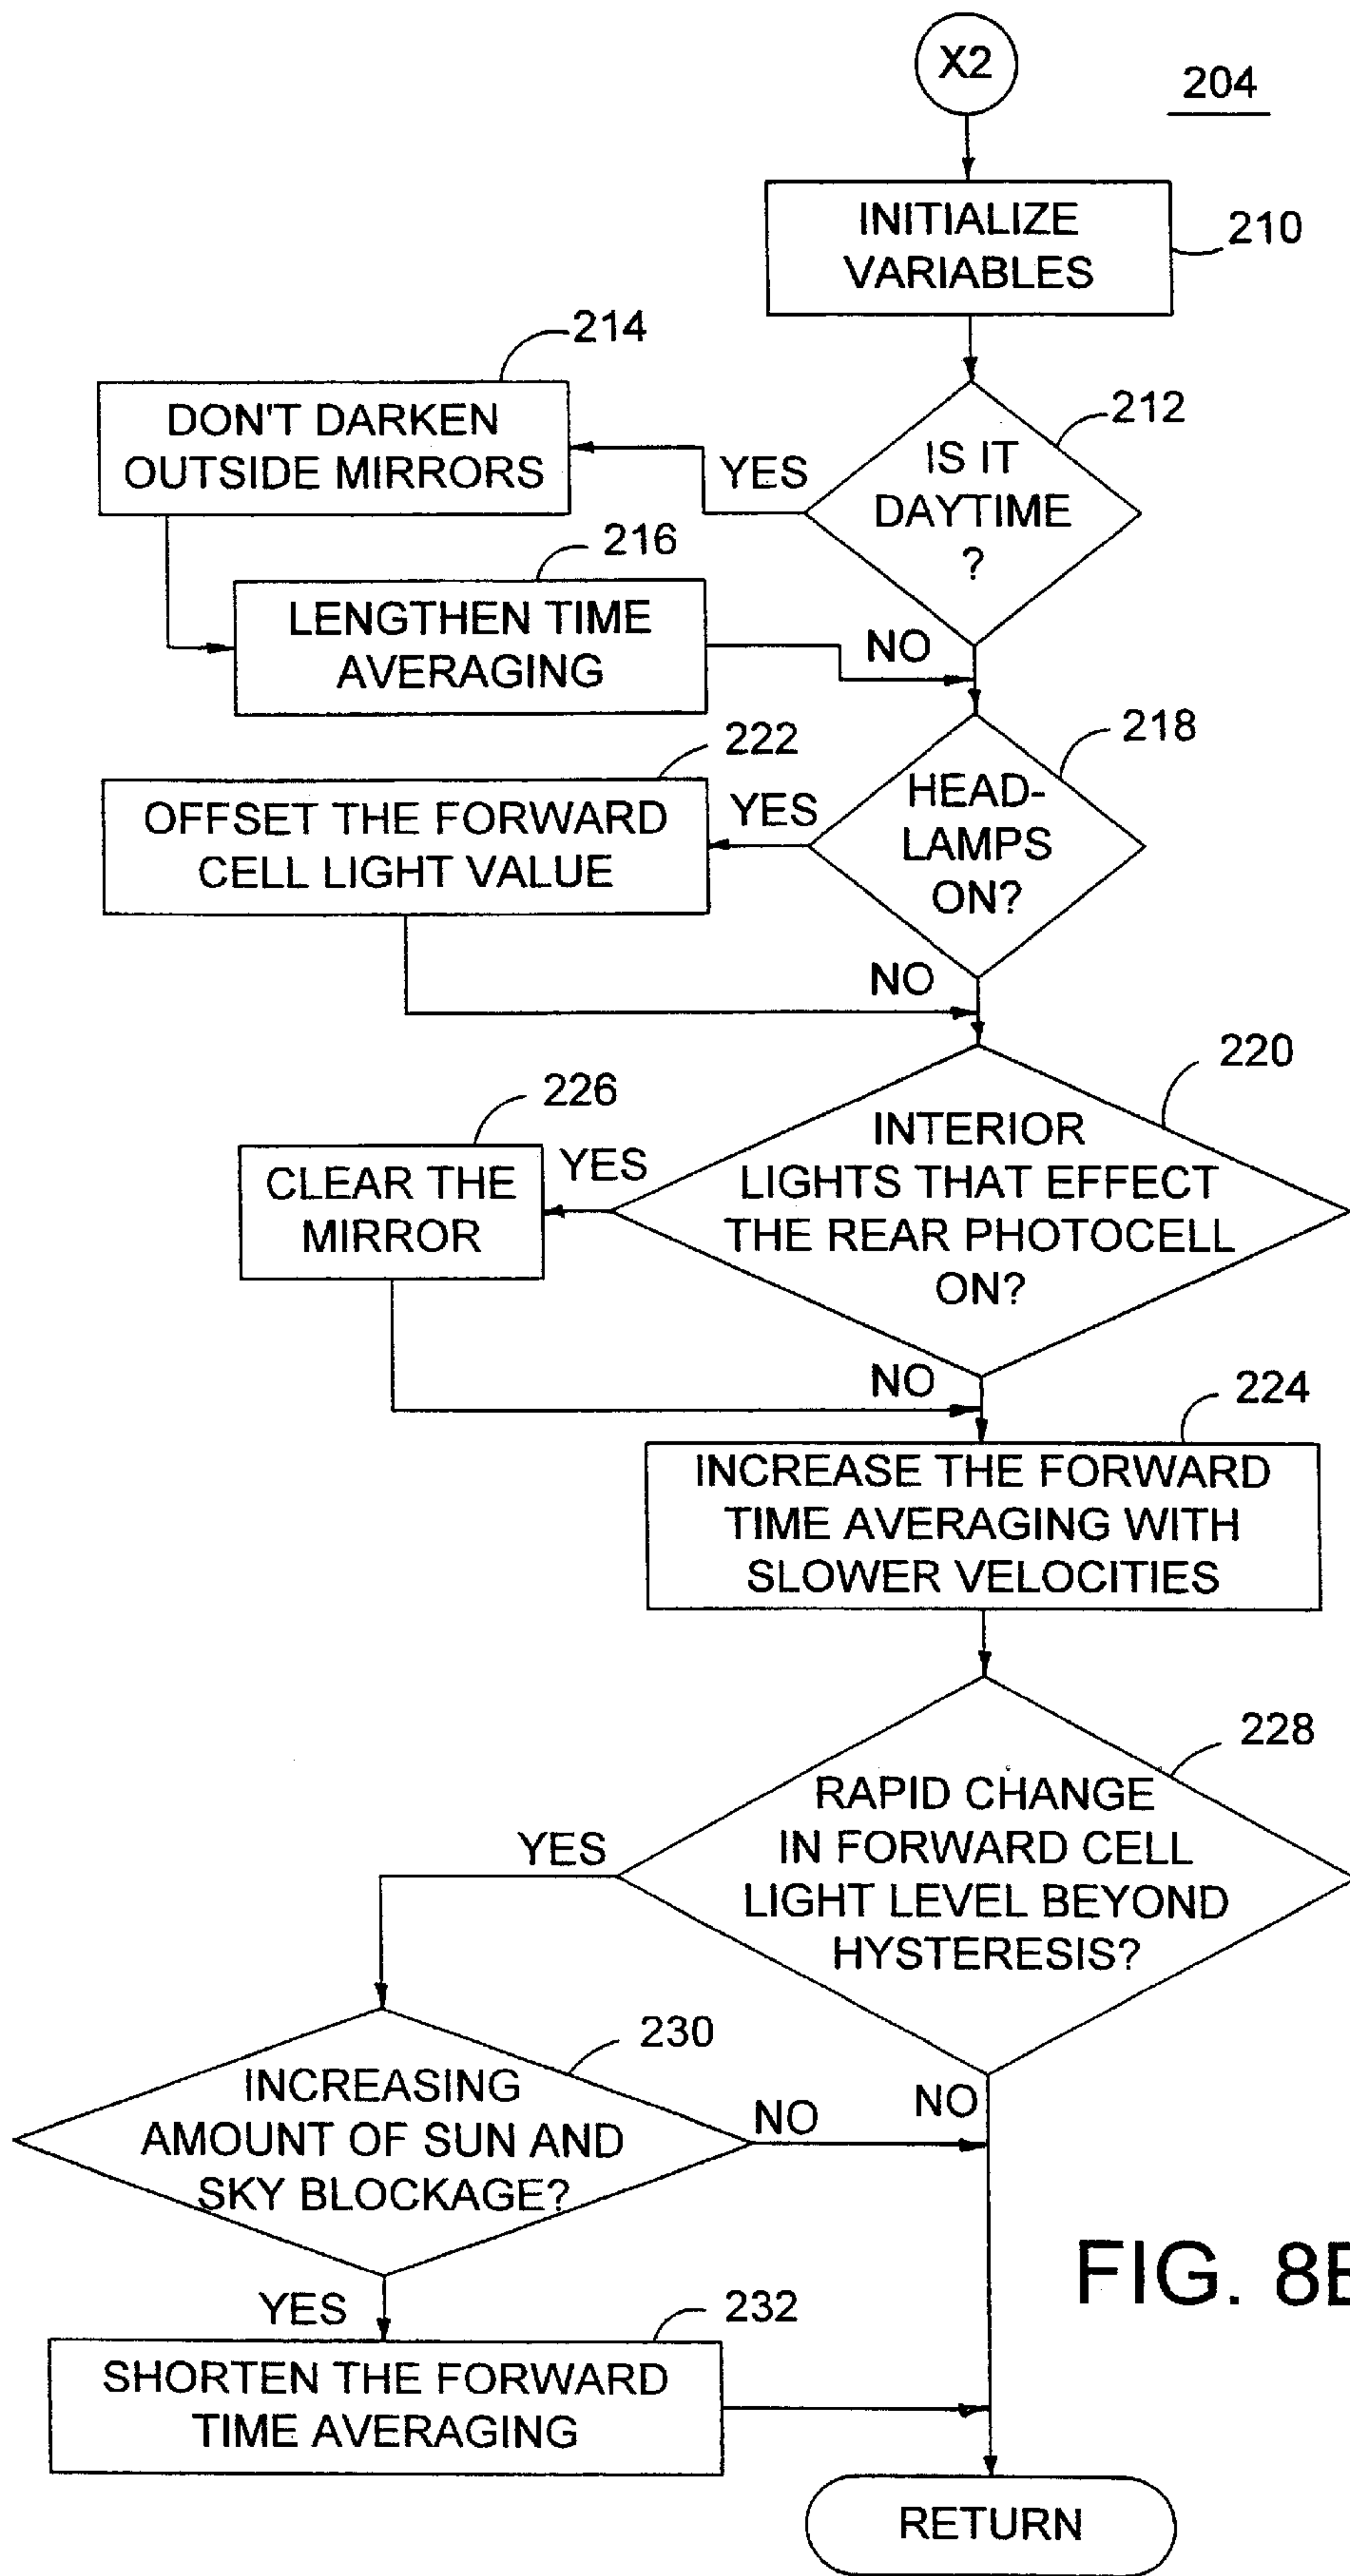 X2
204
INITIALIZE
VARIABLES
210
214
DON'T DARKEN
OUTSIDE MIRRORS
212
IS IT
DAYTIME
?
YES
216
LENGTHEN TIME
AVERAGING
NO
222
218
OFFSET THE FORWARD
CELL LIGHT VALUE
YES
HEAD-
LAMPS
ON?
NO
220
226
CLEAR THE
MIRROR
YES
INTERIOR
LIGHTS THAT EFFECT
THE REAR PHOTOCELL
ON?
NO
224
INCREASE THE FORWARD
TIME AVERAGING WITH
SLOWER VELOCITIES
228
RAPID CHANGE
IN FORWARD CELL
LIGHT LEVEL BEYOND
HYSTERESIS?
YES
230
INCREASING
AMOUNT OF SUN AND
SKY BLOCKAGE?
NO
NO
FIG. 8B
YES
232
SHORTEN THE FORWARD
TIME AVERAGING
RETURN